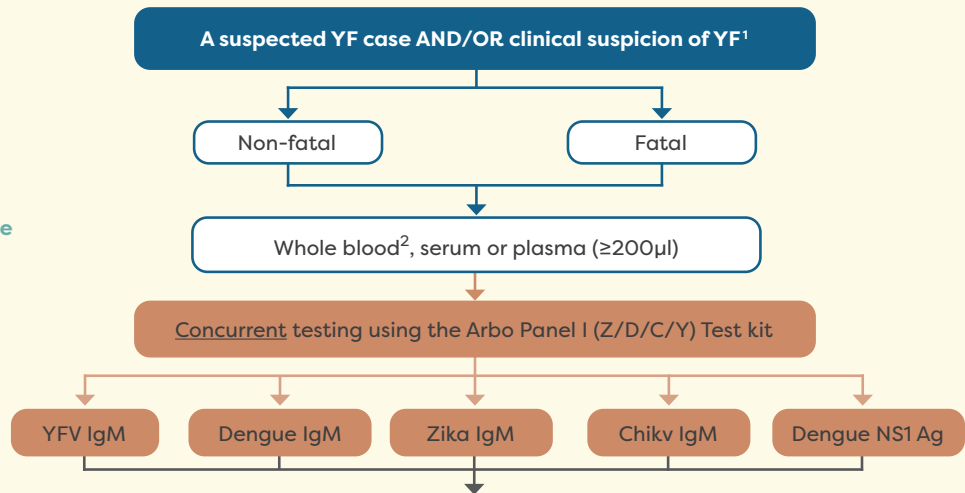 A suspected YF case AND/OR clinical suspicion of YF¹
Non-fatal
Fatal
e
Whole blood², serum or plasma (≥200µl)
Concurrent testing using the Arbo Panel I (Z/D/C/Y) Test kit
YFV IgM
Dengue IgM
Zika IgM
Chikv IgM
Dengue NS1 Ag